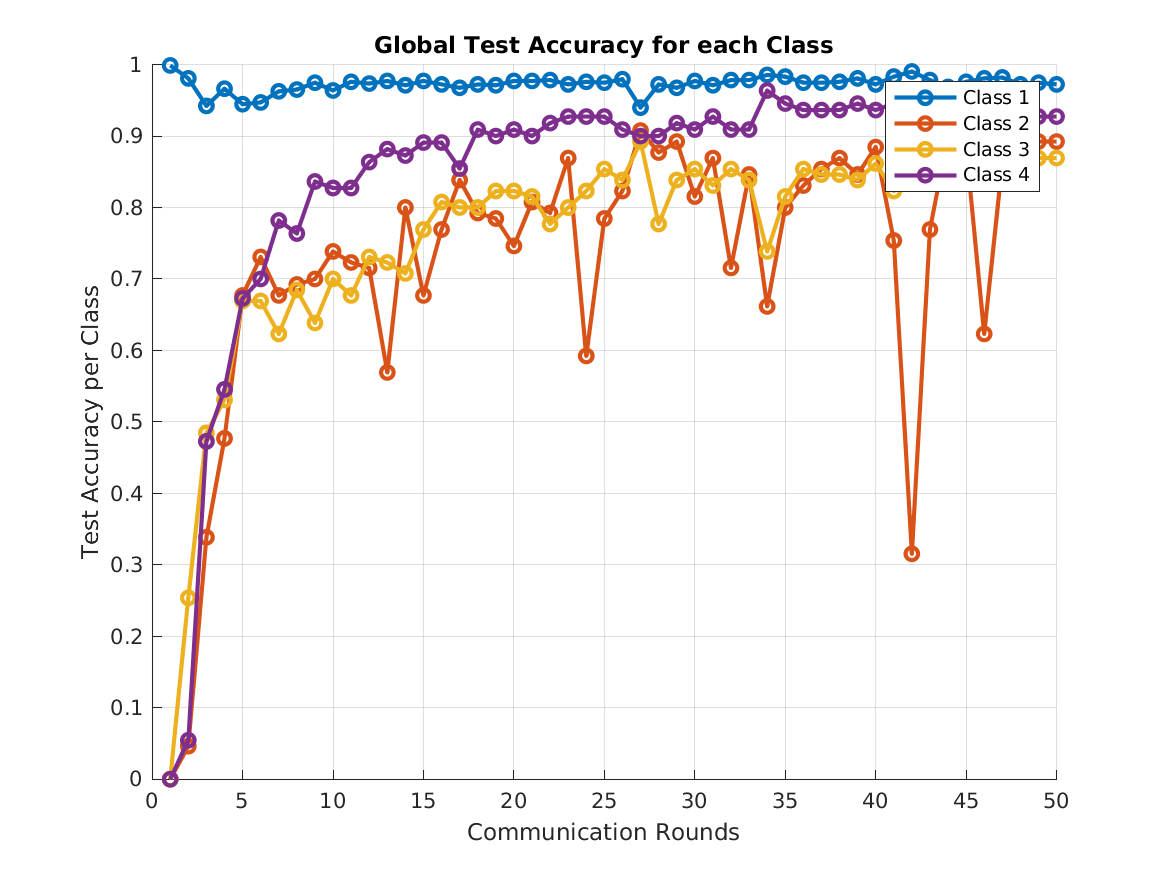 Global Test Accuracy for each Class
Test Accuracy per Class
1
0.9
0.8
0.7
0.6
0.5
0.4
0.3
0.2
0.1
0
0 5 10 15 20 25 30 35 40 45 50
Communication Rounds
Class 1
Class 2
Class 3
Class 4